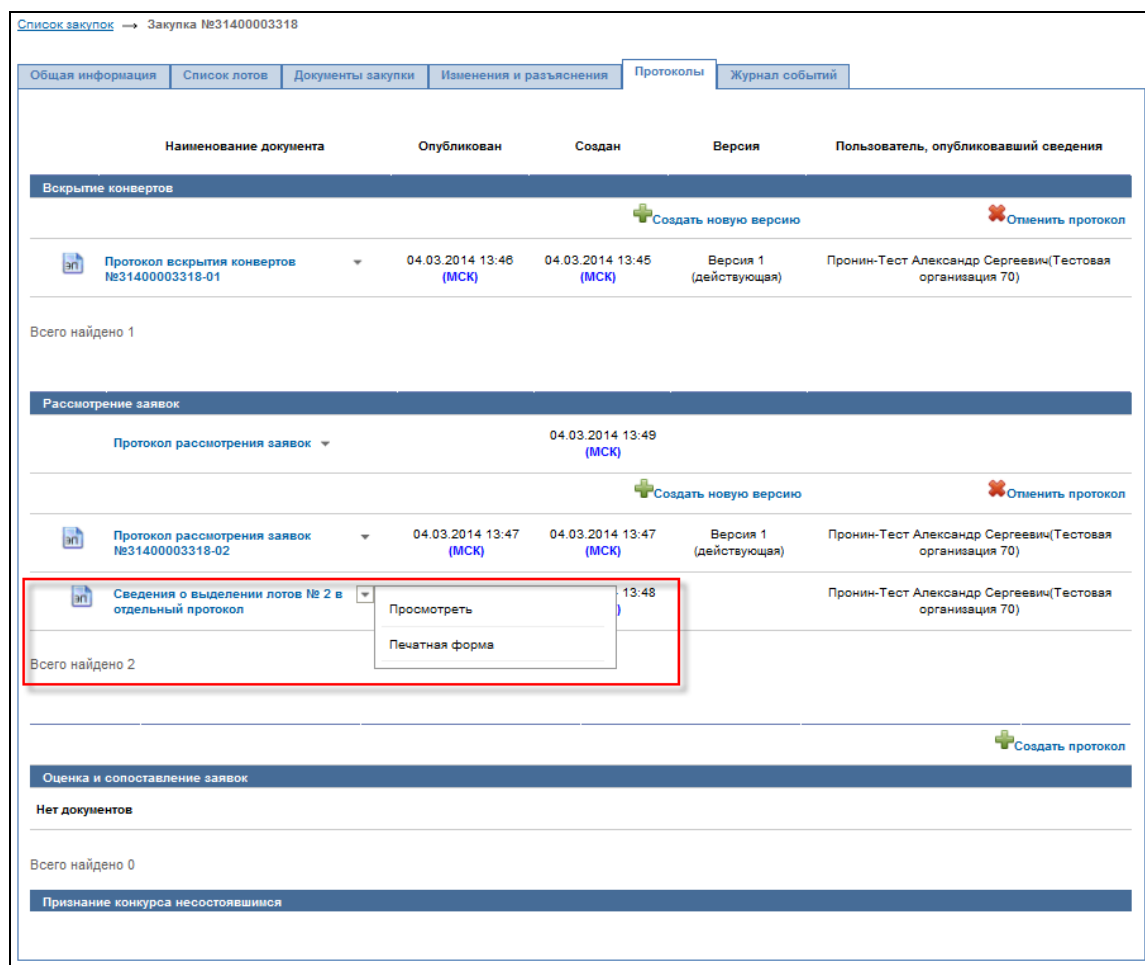 Список закупок → Закупка №31400003318
Общая информация Список лотов Документы закупки Изменения и разъяснения Протоколы Журнал событий
Наименование документа Опубликован Создан Версия Пользователь, опубликовавший сведения
Вскрытие конвертов
Создать новую версию Отменить протокол
эп Протокол вскрытия конвертов 04.03.2014 13:46 04.03.2014 13:45 Версия 1 Пронин-Тест Александр Сергеевич(Тестовая
№31400003318-01 (МСК) (МСК) (действующая) организация 70)
Всего найдено 1
Рассмотрение заявок
Протокол рассмотрения заявок 04.03.2014 13:49
(МСК)
Создать новую версию Отменить протокол
эп Протокол рассмотрения заявок 04.03.2014 13:47 04.03.2014 13:47 Версия 1 Пронин-Тест Александр Сергеевич(Тестовая
№31400003318-02 (МСК) (МСК) (действующая) организация 70)
эп Сведения о выделении лотов № 2 в 13:48 Пронин-Тест Александр Сергеевич(Тестовая
отдельный протокол Просмотреть ) организация 70)
Печатная форма
Всего найдено 2
Создать протокол
Оценка и сопоставление заявок
Нет документов
Всего найдено 0
Признание конкурса несостоявшимся